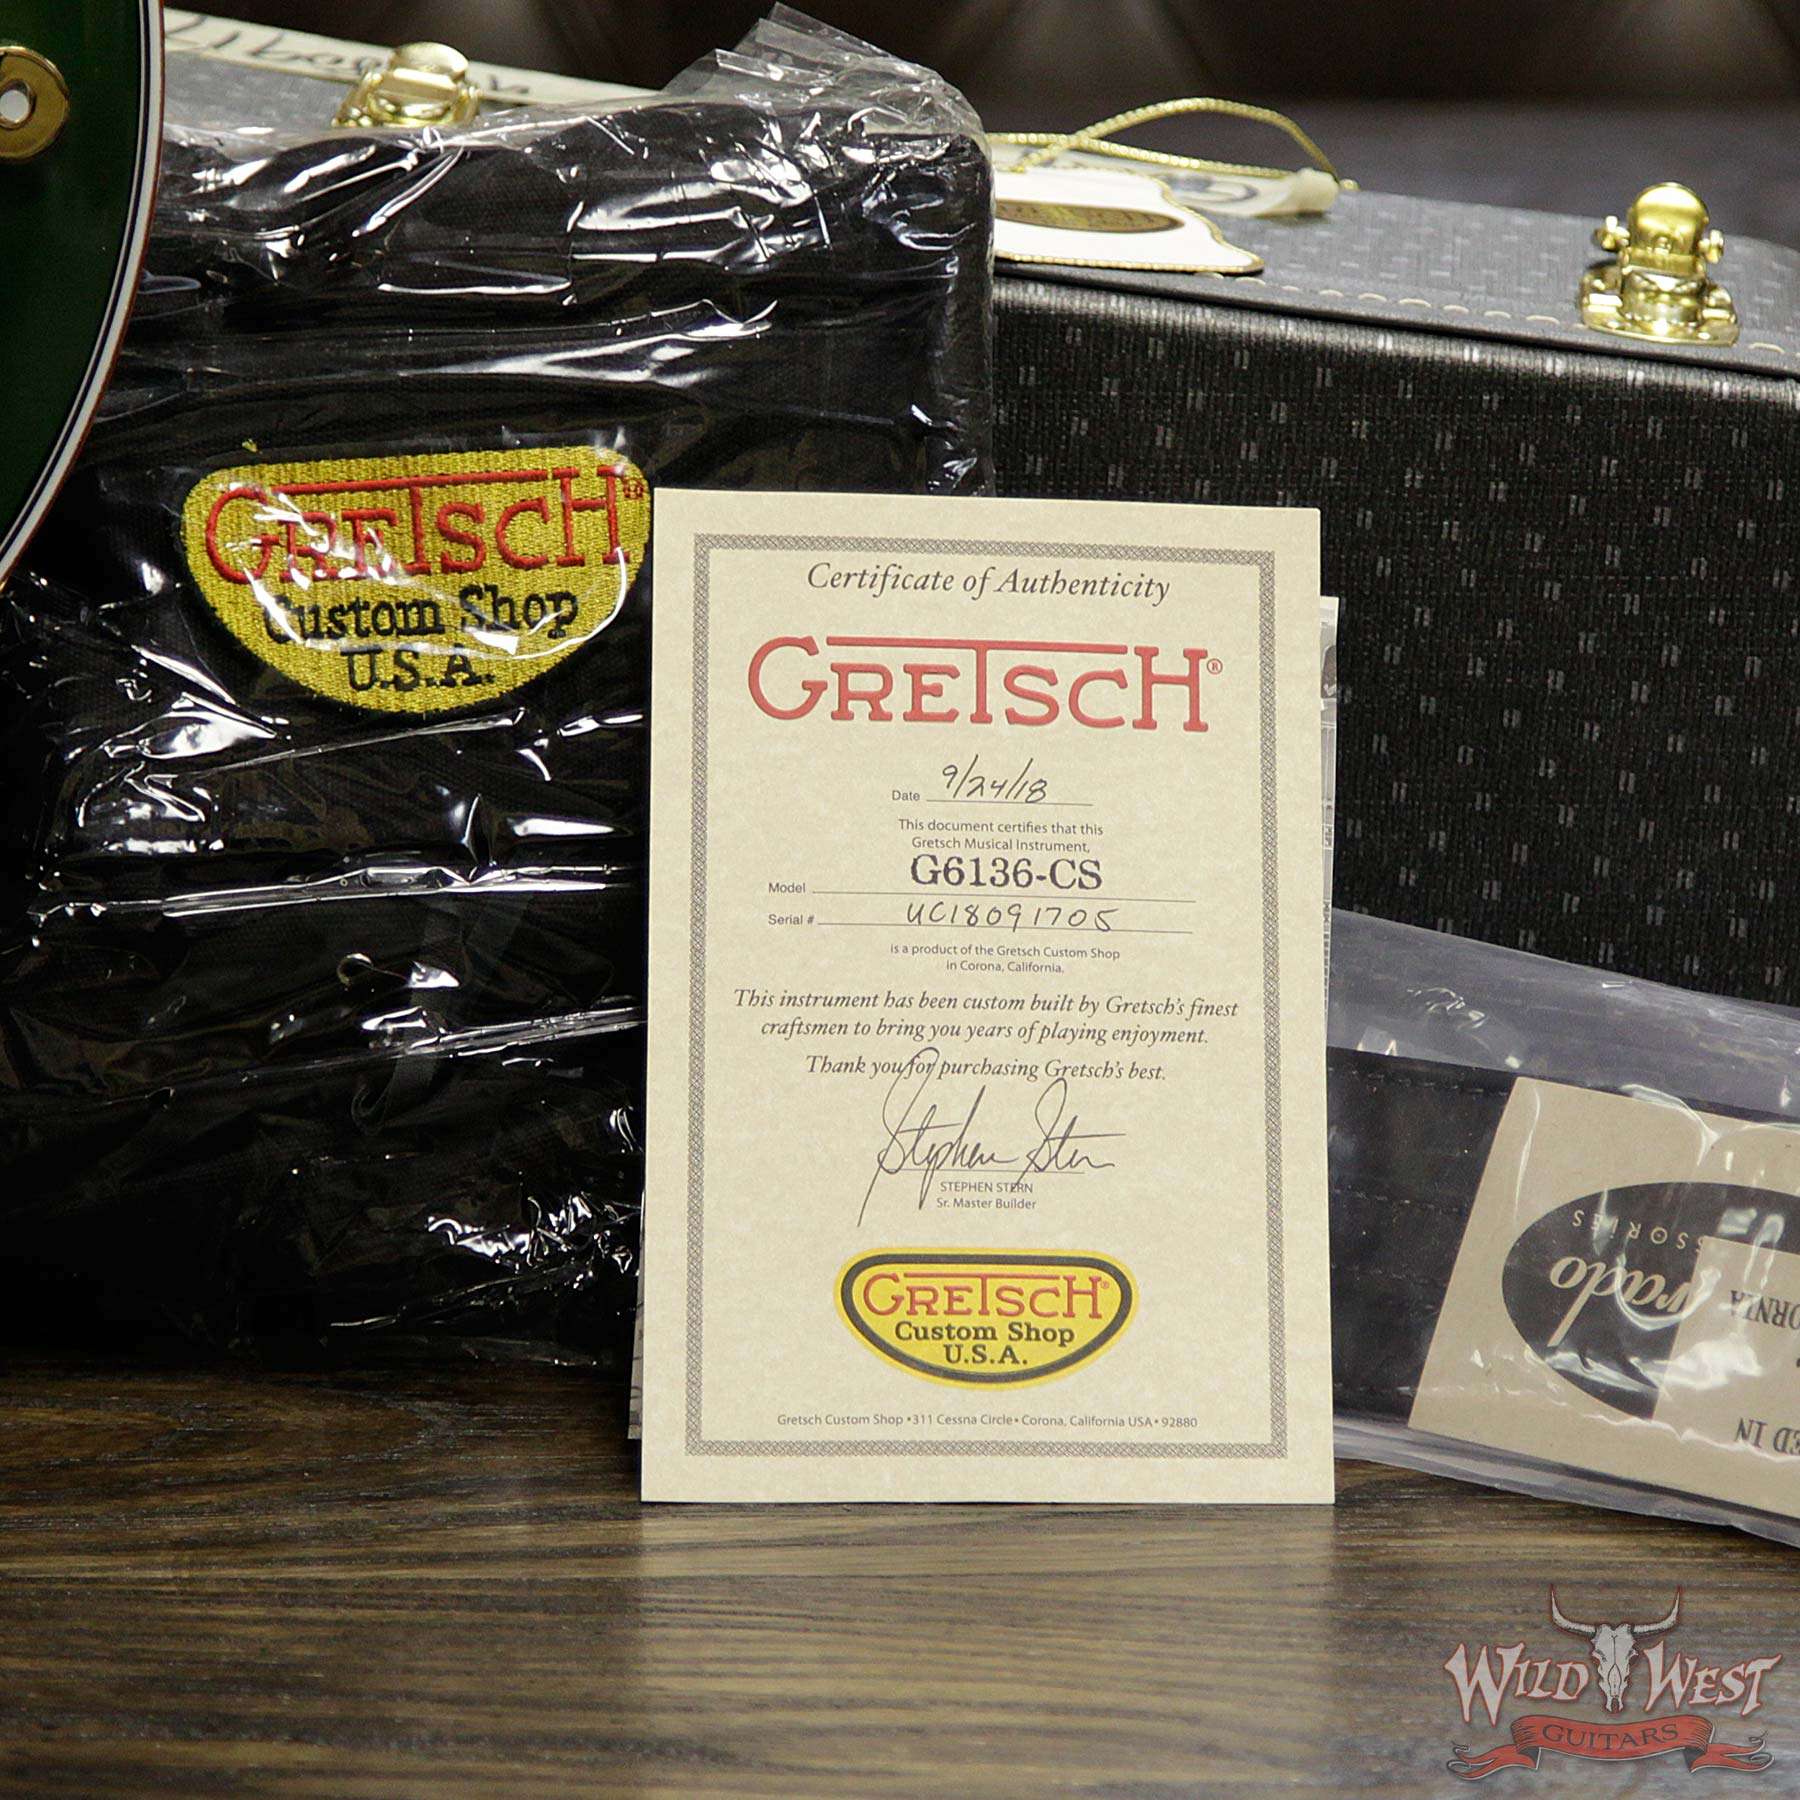 GRETSCH®
Custom Shop
U.S.A.
Certificate of Authenticity
GRETSCH®
Date 9/24/18
This document certifies that this
Gretsch Musical Instrument,
Model G6136-CS
Serial # UC18091705
is a product of the Gretsch Custom Shop
in Corona, California.
This instrument has been custom built by Gretsch's finest
craftsmen to bring you years of playing enjoyment.
Thank you for purchasing Gretsch's best.
Stephen Stern
STEPHEN STERN
Sr. Master Builder
GRETSCH®
Custom Shop
U.S.A.
Gretsch Custom Shop • 311 Cessna Circle • Corona, California USA • 92880
WILD WEST
GUITARS